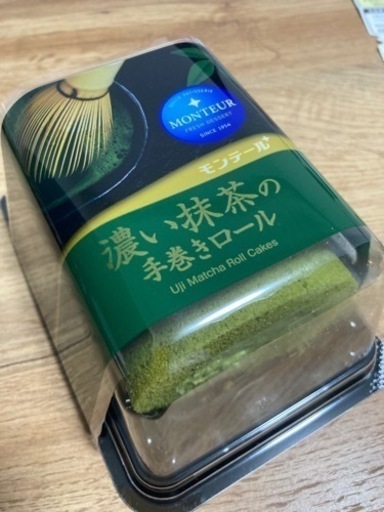 MONTEUR
FRESH DESSERT
SINCE 1954
モンテール
濃い抹茶の
手巻きロール
Uji Matcha Roll Cakes